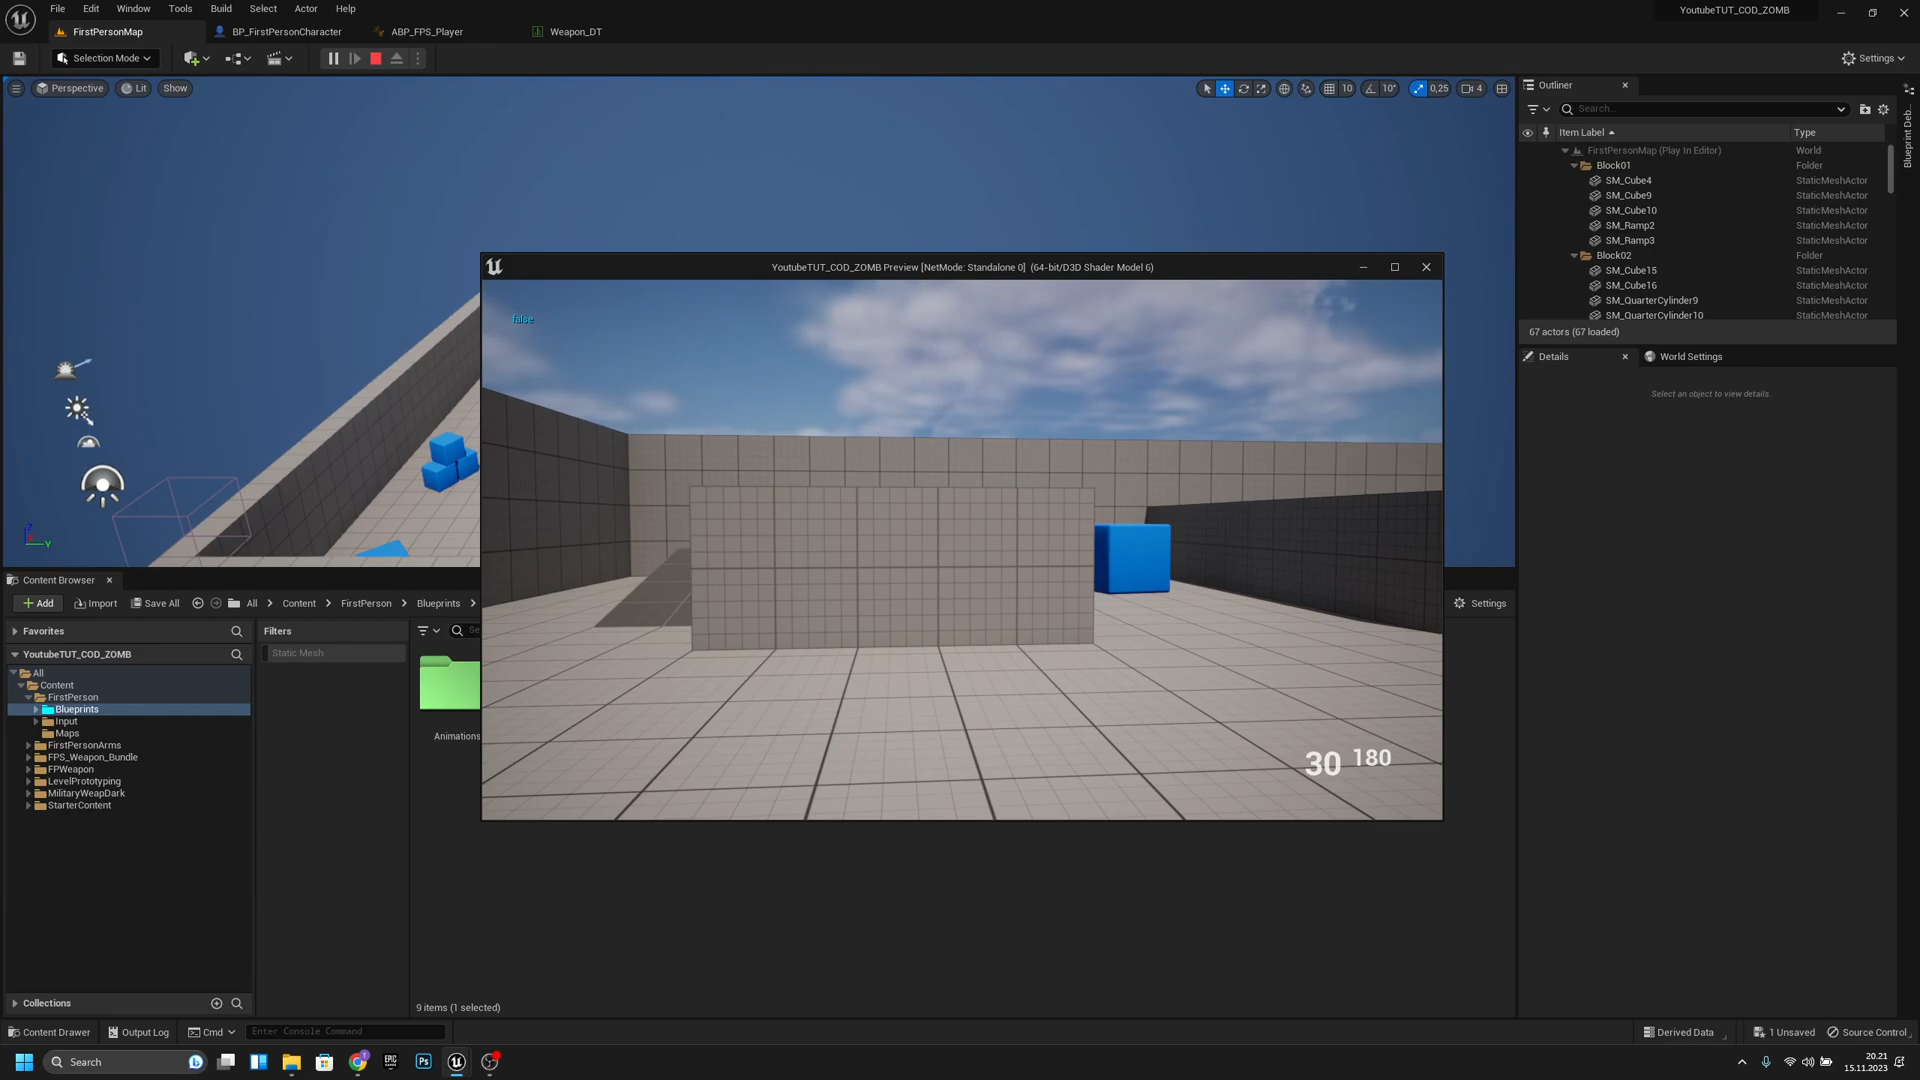 File Edit Window Tools Build Select Actor Help
YoutubeTUT_COD_ZOMB
FirstPersonMap BP_FirstPersonCharacter ABP_FPS_Player Weapon_DT
Selection Mode Settings
Perspective Lit Show 10 10° 0,25 4
Outliner
Search...
Item Label Type
FirstPersonMap (Play In Editor) World
Block01 Folder
SM_Cube4 StaticMeshActor
SM_Cube9 StaticMeshActor
SM_Cube10 StaticMeshActor
SM_Ramp2 StaticMeshActor
SM_Ramp3 StaticMeshActor
Block02 Folder
SM_Cube15 StaticMeshActor
SM_Cube16 StaticMeshActor
SM_QuarterCylinder9 StaticMeshActor
SM_QuarterCylinder10 StaticMeshActor
67 actors (67 loaded)
Blueprint Deb...
Details World Settings
Select an object to view details.
YoutubeTUT_COD_ZOMB Preview [NetMode: Standalone 0] (64-bit/D3D Shader Model 6)
false
30 180
Z
Y
Content Browser
Add Import Save All All Content FirstPerson Blueprints Settings
Favorites Filters
Static Mesh
YoutubeTUT_COD_ZOMB
All
Content
FirstPerson
Blueprints
Input
Maps
FirstPersonArms
FPS_Weapon_Bundle
FPWeapon
LevelPrototyping
MilitaryWeapDark
StarterContent
Animations
Collections
9 items (1 selected)
Content Drawer Output Log Cmd Enter Console Command Derived Data 1 Unsaved Source Control
Search EPIC Ps
20.21
15.11.2023